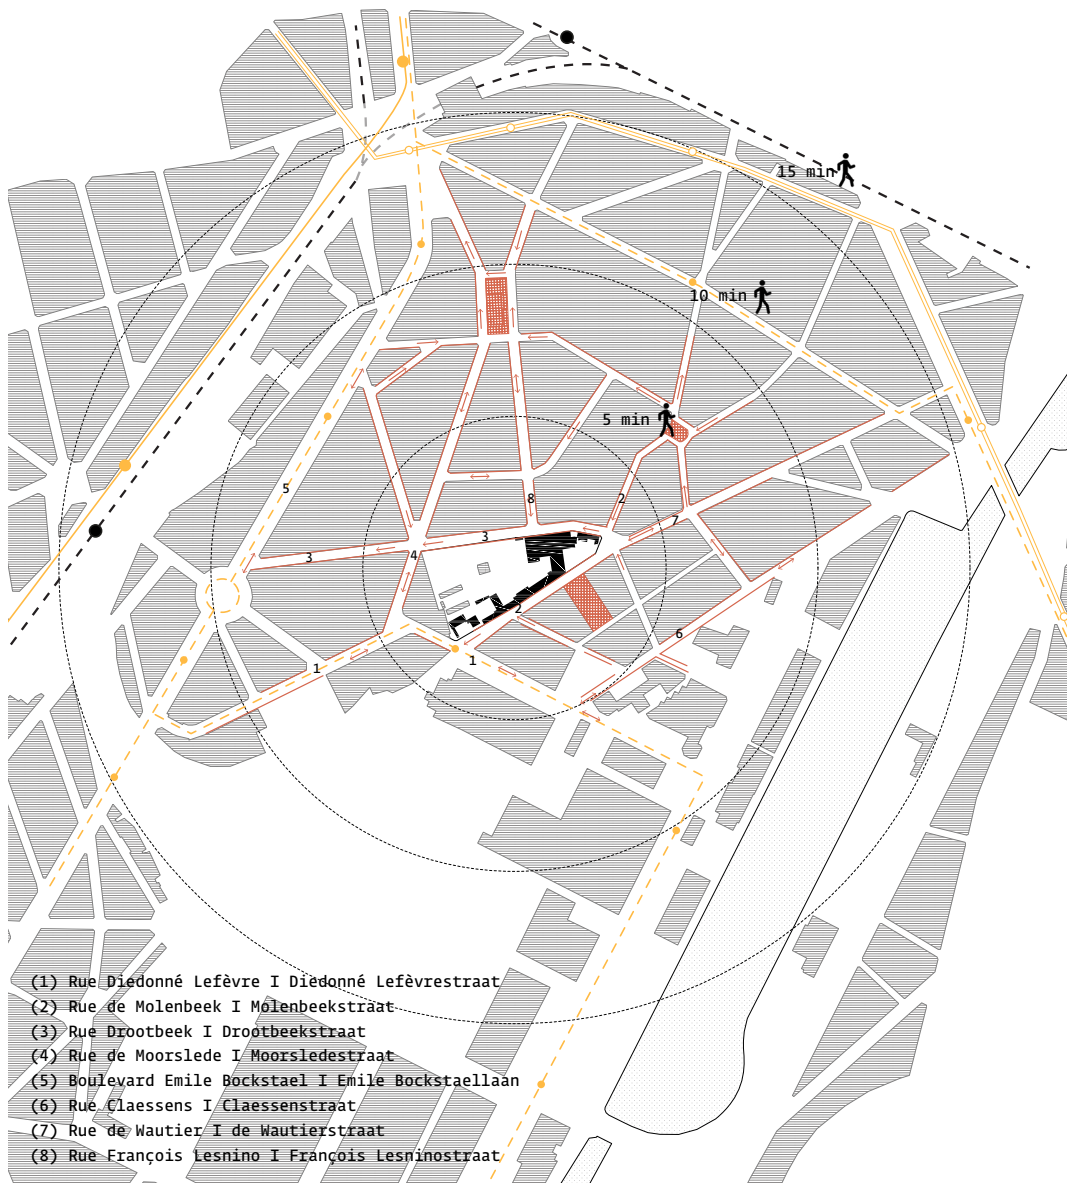 15 min
10 min
5 min
5
8
2
7
3
3
4
2
6
1
1
(1) Rue Diedonné Lefèvre I Diedonné Lefèvrestraat
(2) Rue de Molenbeek I Molenbeekstraat
(3) Rue Drootbeek I Drootbeekstraat
(4) Rue de Moorslede I Moorsledestraat
(5) Boulevard Emile Bockstael I Emile Bockstaellaan
(6) Rue Claessens I Claessenstraat
(7) Rue de Wautier I de Wautierstraat
(8) Rue François Lesnino I François Lesninostraat